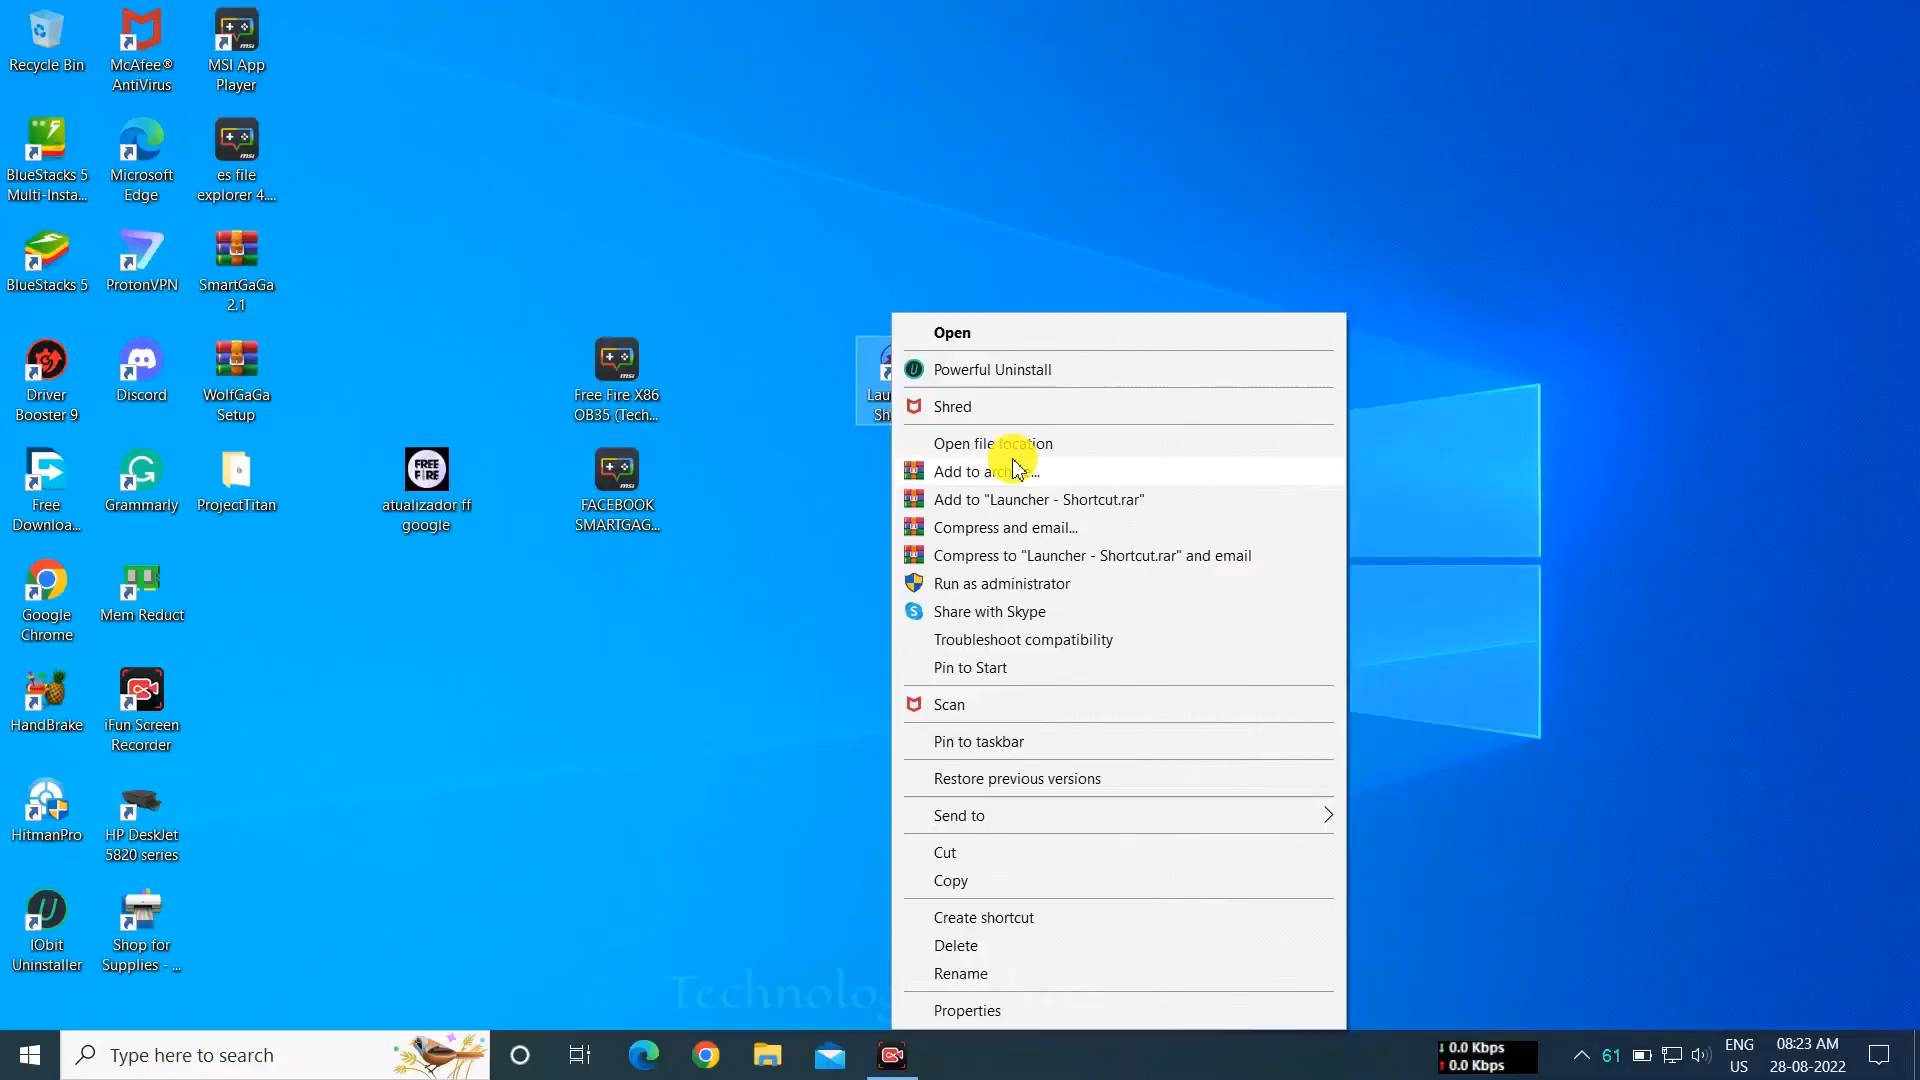 Recycle Bin
McAfee®
AntiVirus
MSI App
Player
BlueStacks 5
Multi-Insta...
Microsoft
Edge
es file
explorer 4....
BlueStacks 5
ProtonVPN
SmartGaGa
2.1
Driver
Booster 9
Discord
WolfGaGa
Setup
Free Fire X86
OB35 (Tech...
Free
Downloa...
Grammarly
ProjectTitan
FREE
FIRE
atualizador ff
google
FACEBOOK
SMARTGAG...
Google
Chrome
Mem Reduct
HandBrake
iFun Screen
Recorder
HitmanPro
HP DeskJet
5820 series
IObit
Uninstaller
Shop for
Supplies - ...
Open
Powerful Uninstall
Shred
Open file location
Add to
Add to "Launcher - Shortcut.rar"
Compress and email...
Compress to "Launcher - Shortcut.rar" and email
Run as administrator
Share with Skype
Troubleshoot compatibility
Pin to Start
Scan
Pin to taskbar
Restore previous versions
Send to
Cut
Copy
Create shortcut
Delete
Rename
Properties
Type here to search
0.0 Kbps
0.0 Kbps
61
ENG
US
08:23 AM
28-08-2022